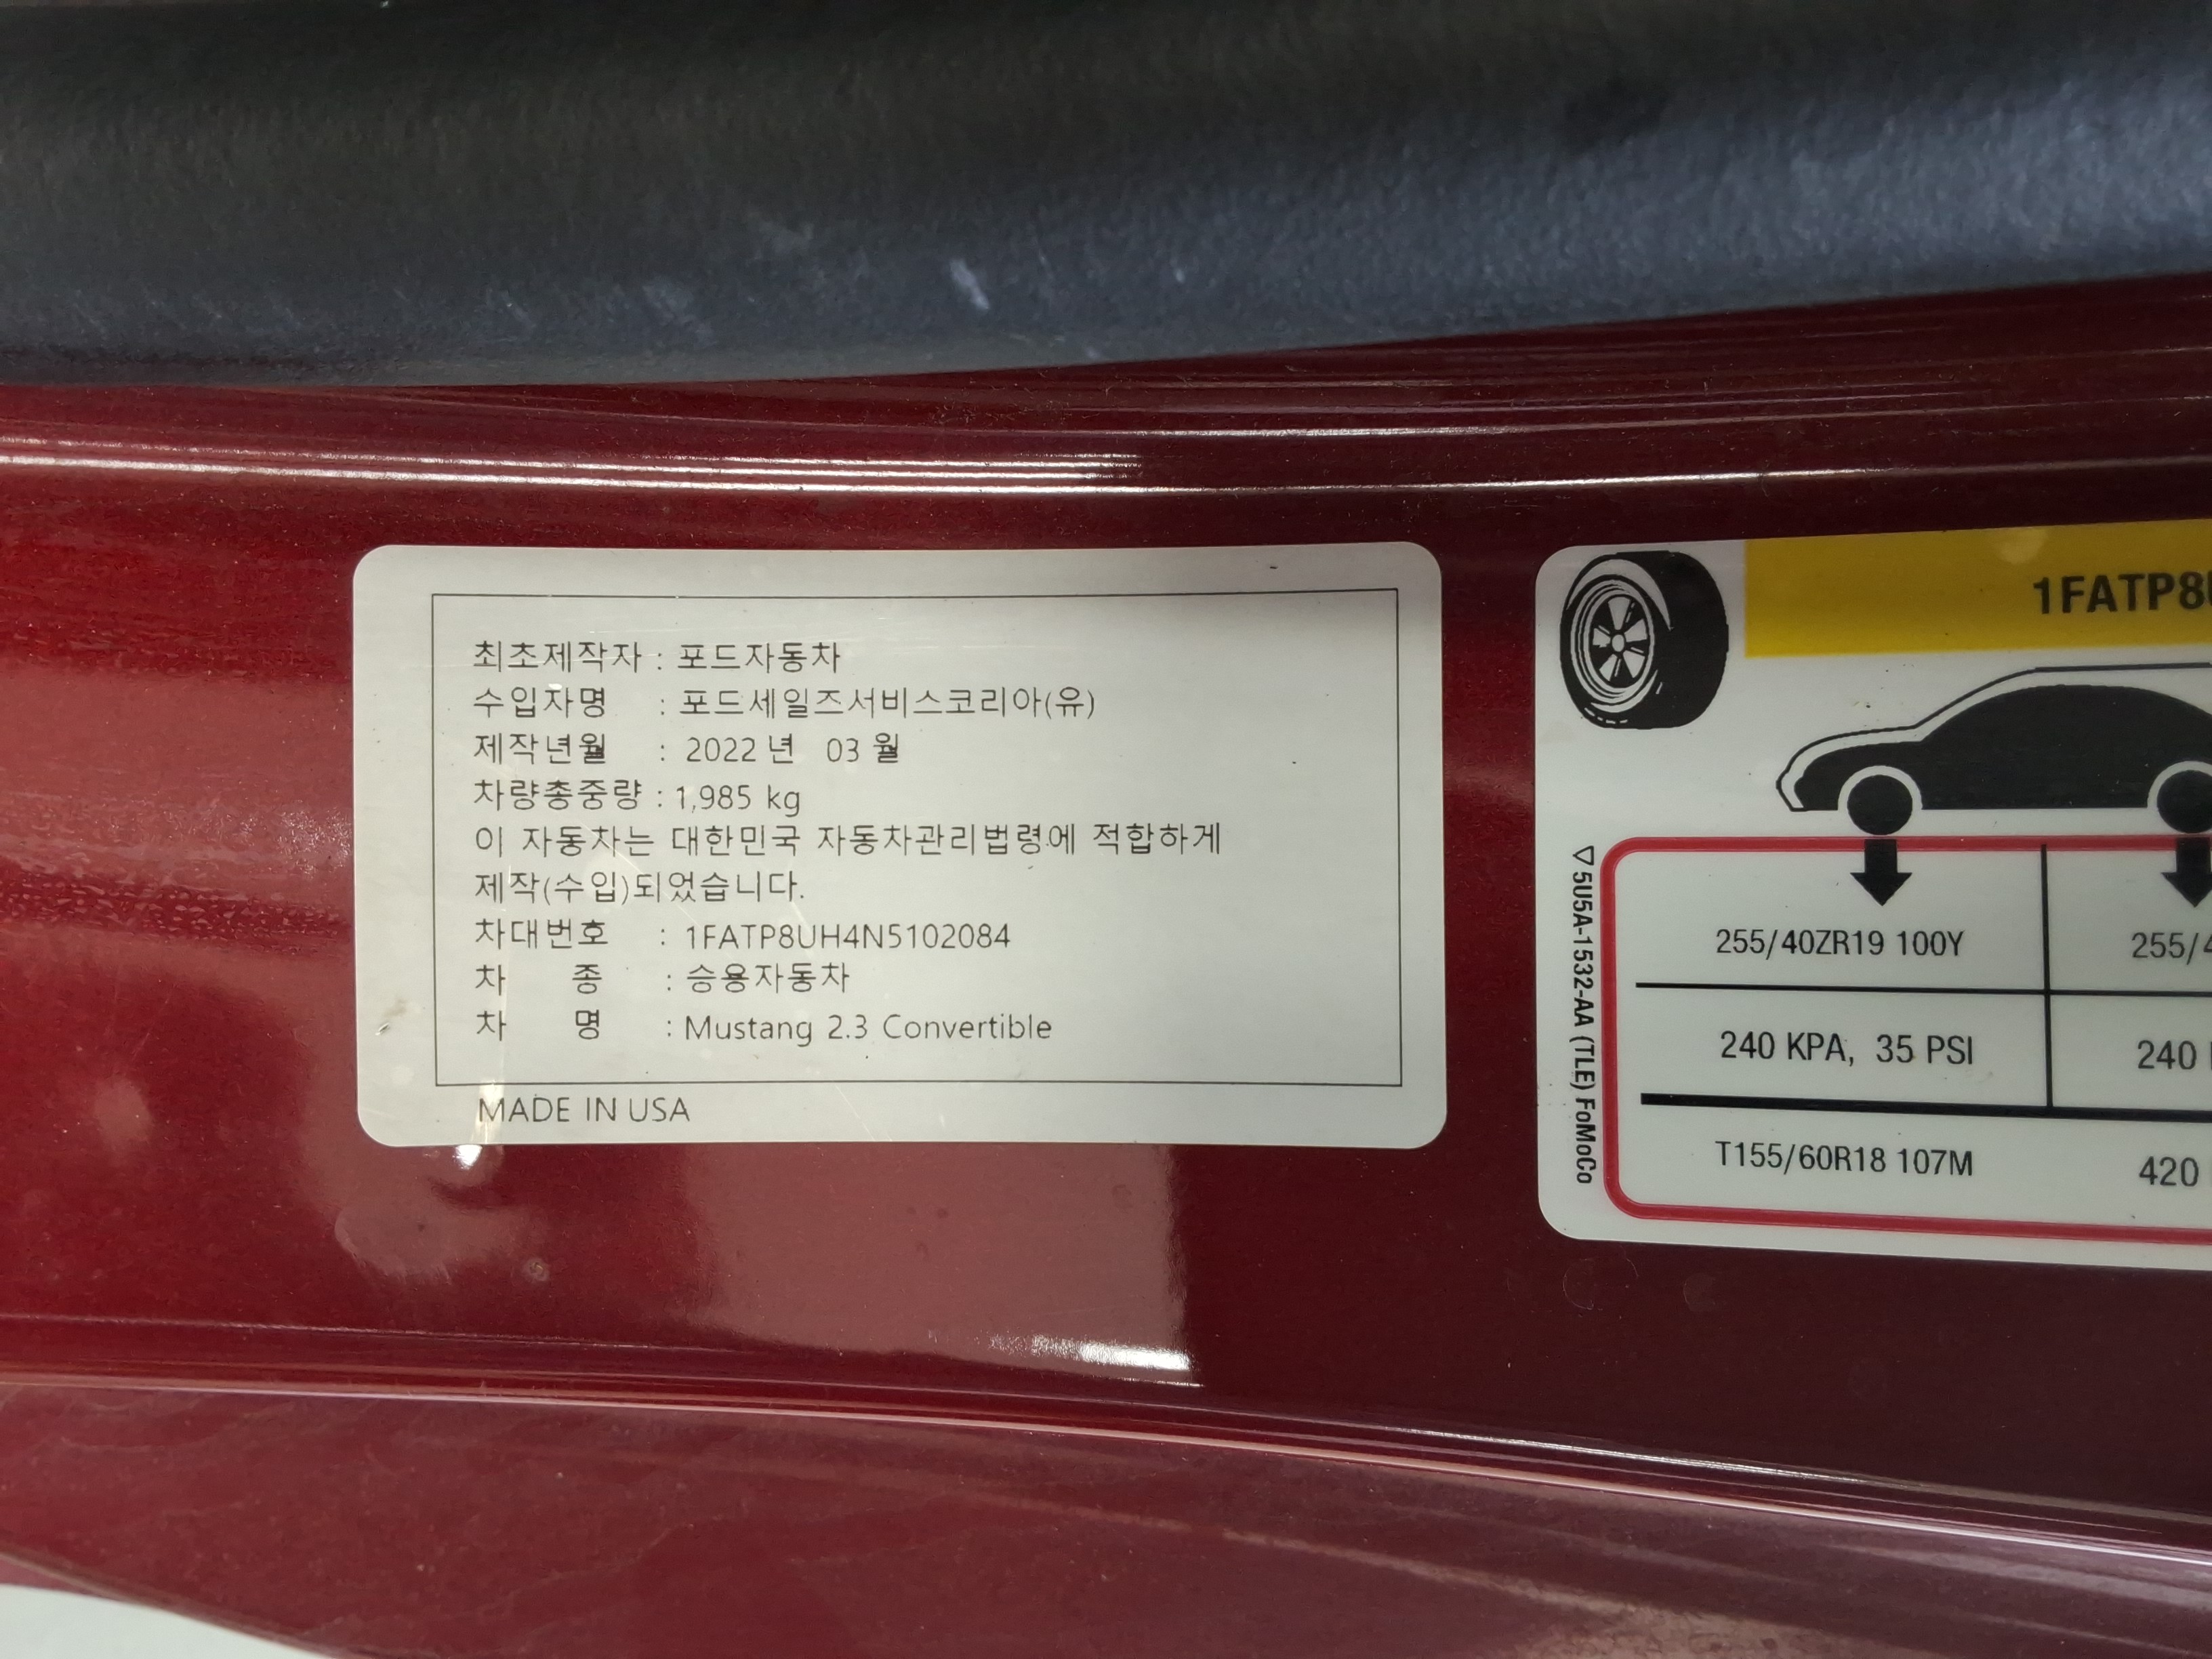 최초제작자 : 포드자동차
수입자명 : 포드세일즈서비스코리아(유)
제작년월 : 2022 년 03 월
차량총중량 : 1,985 kg
이 자동차는 대한민국 자동차관리법령에 적합하게
제작(수입)되었습니다.
차대번호 : 1FATP8UH4N5102084
차 종 : 승용자동차
차 명 : Mustang 2.3 Convertible
MADE IN USA
1FATP8U
255/40ZR19 100Y 255/4
240 KPA, 35 PSI 240
T155/60R18 107M 420
5U5A-1532-AA (TLE) FoMoCo